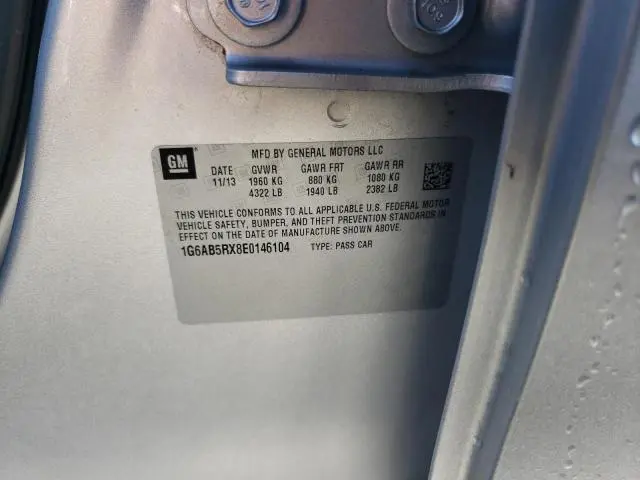 GM
MFD BY GENERAL MOTORS LLC
DATE GVWR GAWR FRT GAWR RR
11/13 1960 KG 880 KG 1080 KG
4322 LB 1940 LB 2382 LB
THIS VEHICLE CONFORMS TO ALL APPLICABLE U.S. FEDERAL MOTOR
VEHICLE SAFETY, BUMPER, AND THEFT PREVENTION STANDARDS IN
EFFECT ON THE DATE OF MANUFACTURE SHOWN ABOVE.
1G6AB5RX8E0146104 TYPE: PASS CAR